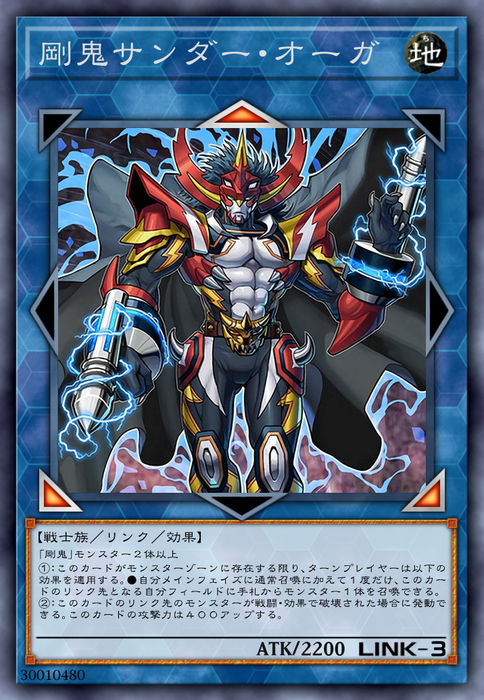 剛鬼サンダー・オーガ
ち
地
【戦士族／リンク／効果】
「剛鬼」モンスター２体以上
①：このカードがモンスターゾーンに存在する限り、ターンプレイヤーは以下の
効果を適用する。●自分メインフェイズに通常召喚に加えて１度だけ、このカー
ドのリンク先となる自分フィールドに手札からモンスター１体を召喚できる。
②：このカードのリンク先のモンスターが戦闘・効果で破壊された場合に発動で
きる。このカードの攻撃力は４００アップする。
ATK/2200 LINK-3
30010480